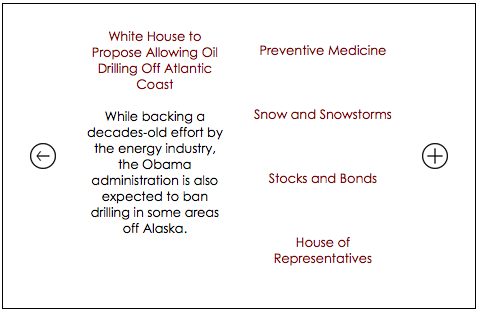 White House to
Propose Allowing Oil
Drilling Off Atlantic
Coast
While backing a
decades-old effort by
the energy industry,
the Obama
administration is also
expected to ban
drilling in some areas
off Alaska.
Preventive Medicine
Snow and Snowstorms
Stocks and Bonds
House of
Representatives